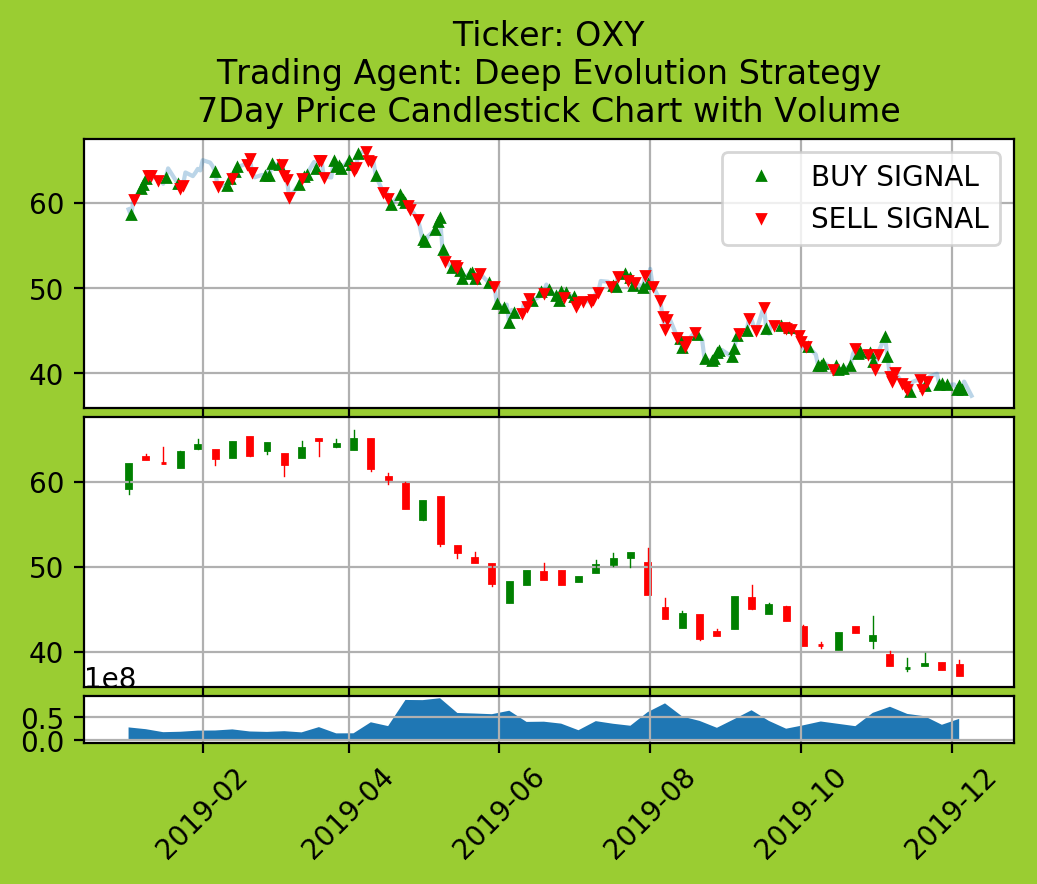 Ticker: OXY
Trading Agent: Deep Evolution Strategy
7Day Price Candlestick Chart with Volume
BUY SIGNAL
SELL SIGNAL
60
50
40
60
50
40
1e8
0.5
0.0
2019-02
2019-04
2019-06
2019-08
2019-10
2019-12